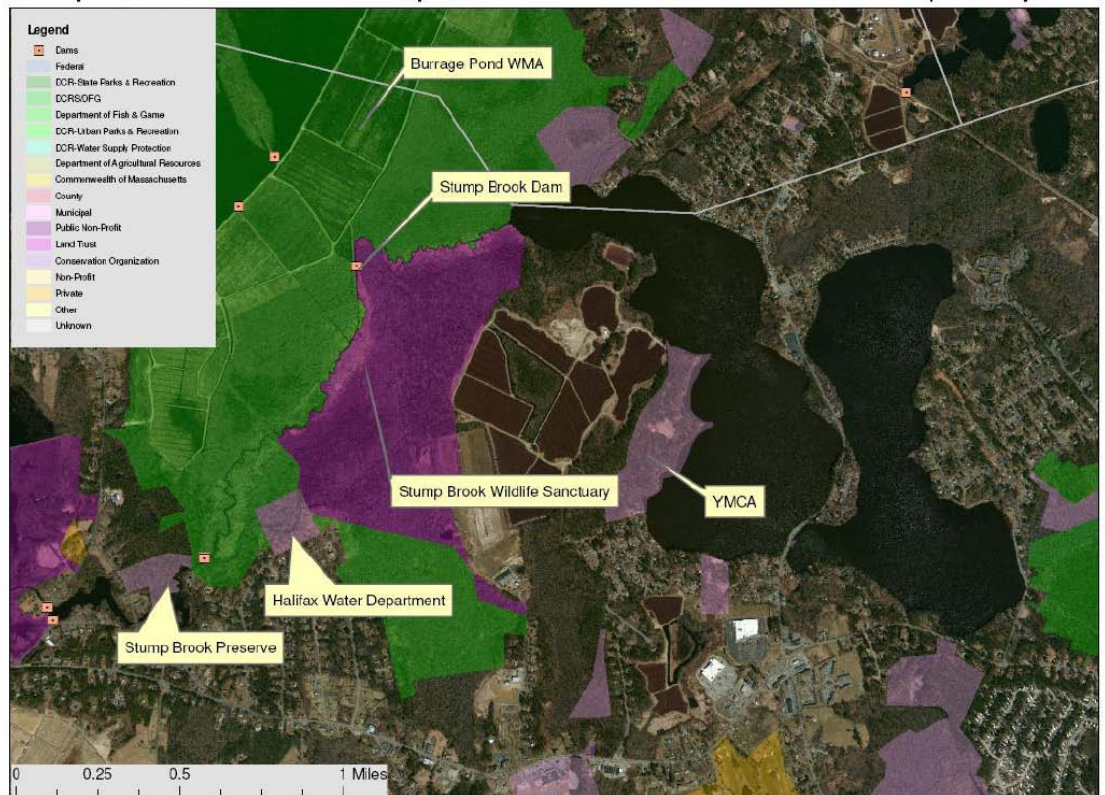 Legend
Dams
Federal
DCR-State Parks & Recreation
DCRS/DFG
Department of Fish & Game
DCR-Urban Parks & Recreation
DCR-Water Supply Protection
Department of Agricultural Resources
Commonwealth of Massachusetts
County
Municipal
Public Non-Profit
Land Trust
Conservation Organization
Non-Profit
Private
Other
Unknown
Burrage Pond WMA
Stump Brook Dam
Stump Brook Wildlife Sanctuary
YMCA
Halifax Water Department
Stump Brook Preserve
0 0.25 0.5 1 Miles